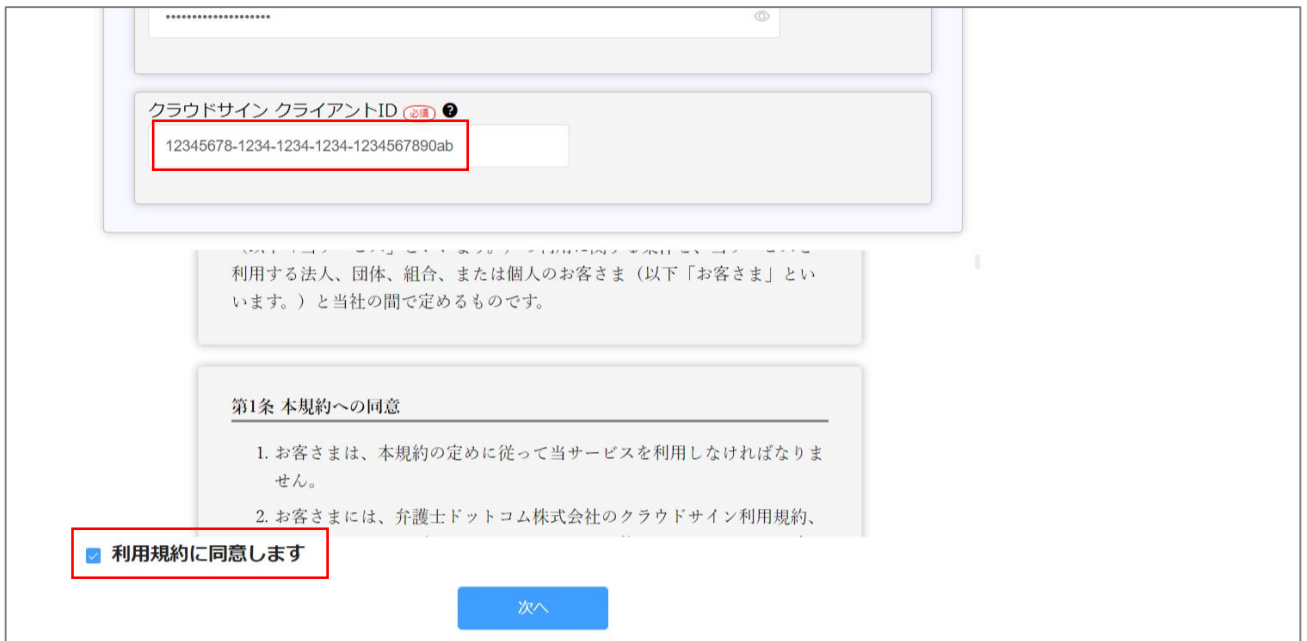 ••••••••••••••••••••
クラウドサイン クライアントID 必須 ?
12345678-1234-1234-1234-1234567890ab
利用する法人、団体、組合、または個人のお客さま（以下「お客さま」とい
います。）と当社の間で定めるものです。
第1条 本規約への同意
1. お客さまは、本規約の定めに従って当サービスを利用しなければなりま
せん。
2. お客さまには、弁護士ドットコム株式会社のクラウドサイン利用規約、
利用規約に同意します
次へ